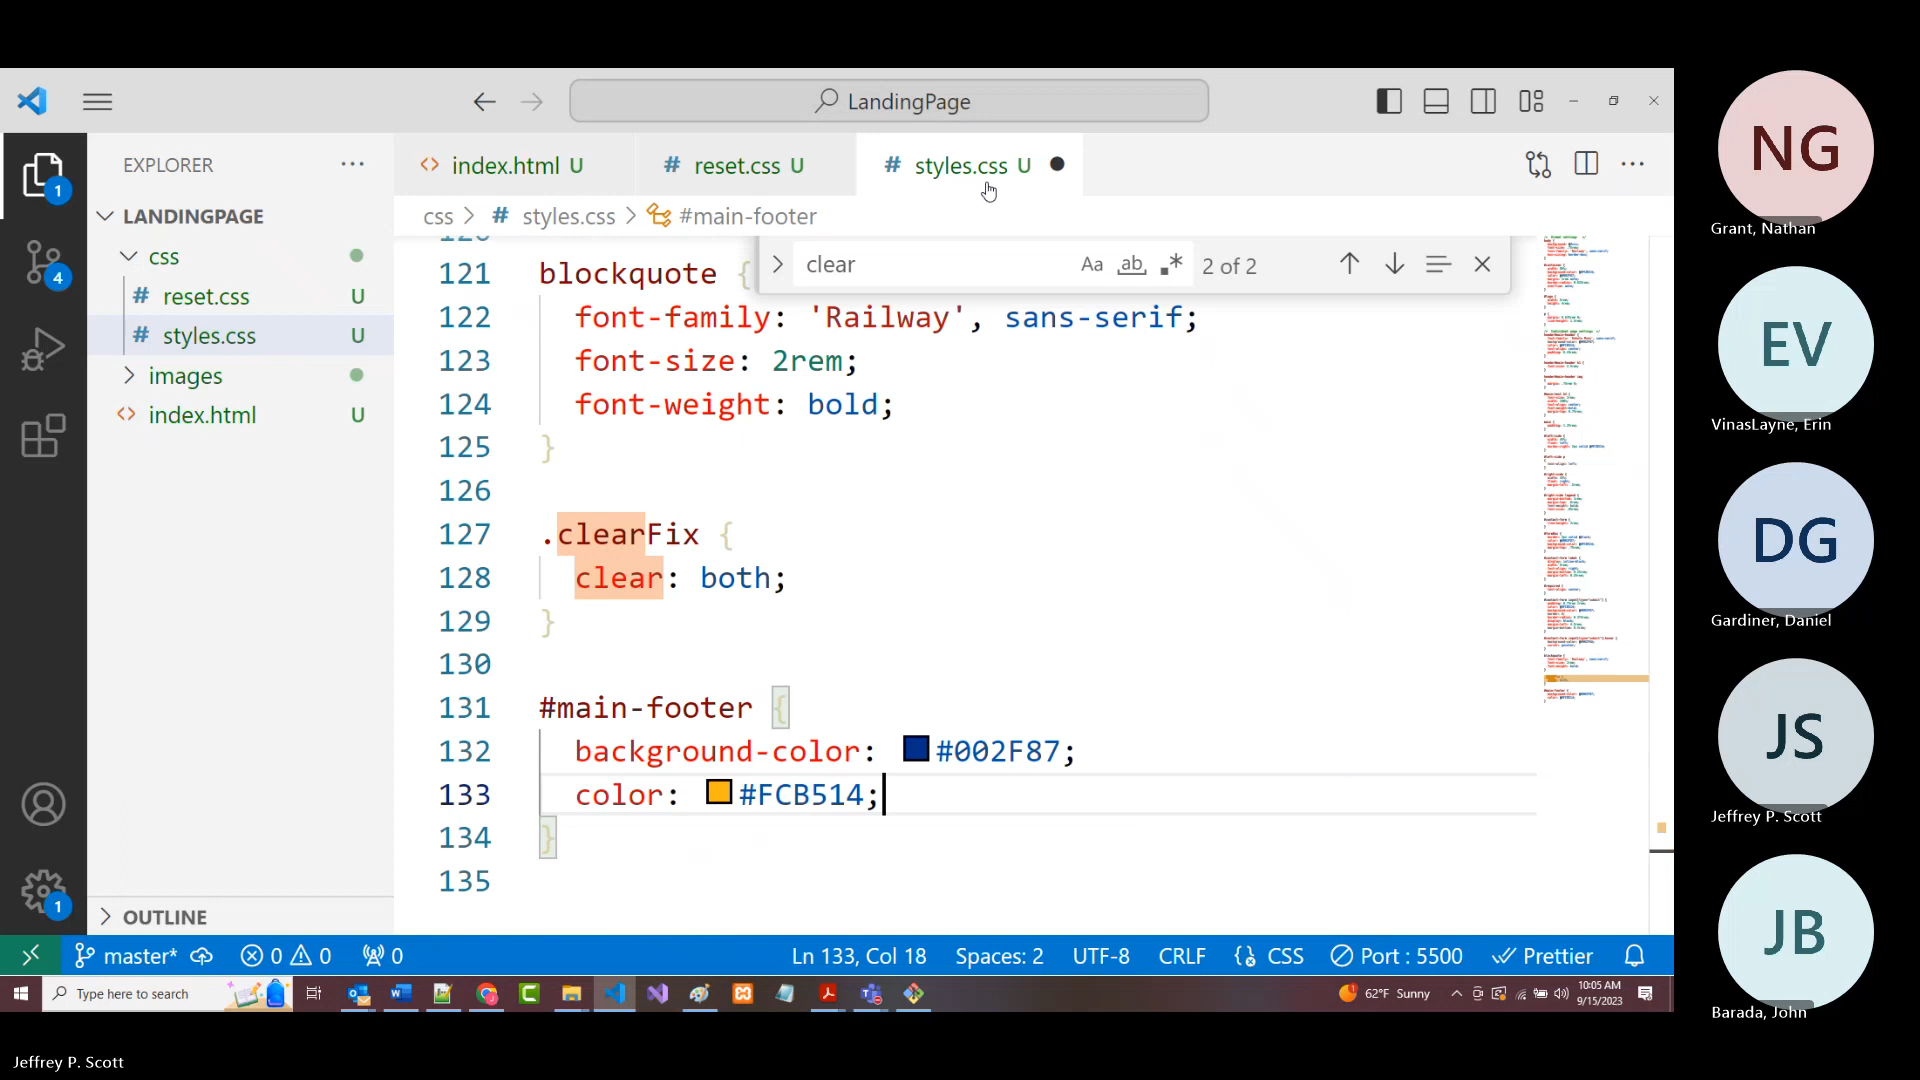 LandingPage
EXPLORER
index.html U
reset.css U
styles.css U
LANDINGPAGE
css > # styles.css > #main-footer
css
reset.css U
styles.css U
images
index.html U
clear
Aa ab 2 of 2
121 blockquote {
122 font-family: 'Railway', sans-serif;
123 font-size: 2rem;
124 font-weight: bold;
125 }
126
127 .clearFix {
128 clear: both;
129 }
130
131 #main-footer {
132 background-color: #002F87;
133 color: #FCB514;
134 }
135
1
4
1
OUTLINE
master* 0 0 0
Ln 133, Col 18 Spaces: 2 UTF-8 CRLF CSS Port : 5500 Prettier
Type here to search
62°F Sunny
10:05 AM
9/15/2023
NG
Grant, Nathan
EV
VinasLayne, Erin
DG
Gardiner, Daniel
JS
Jeffrey P. Scott
JB
Barada, John
Jeffrey P. Scott